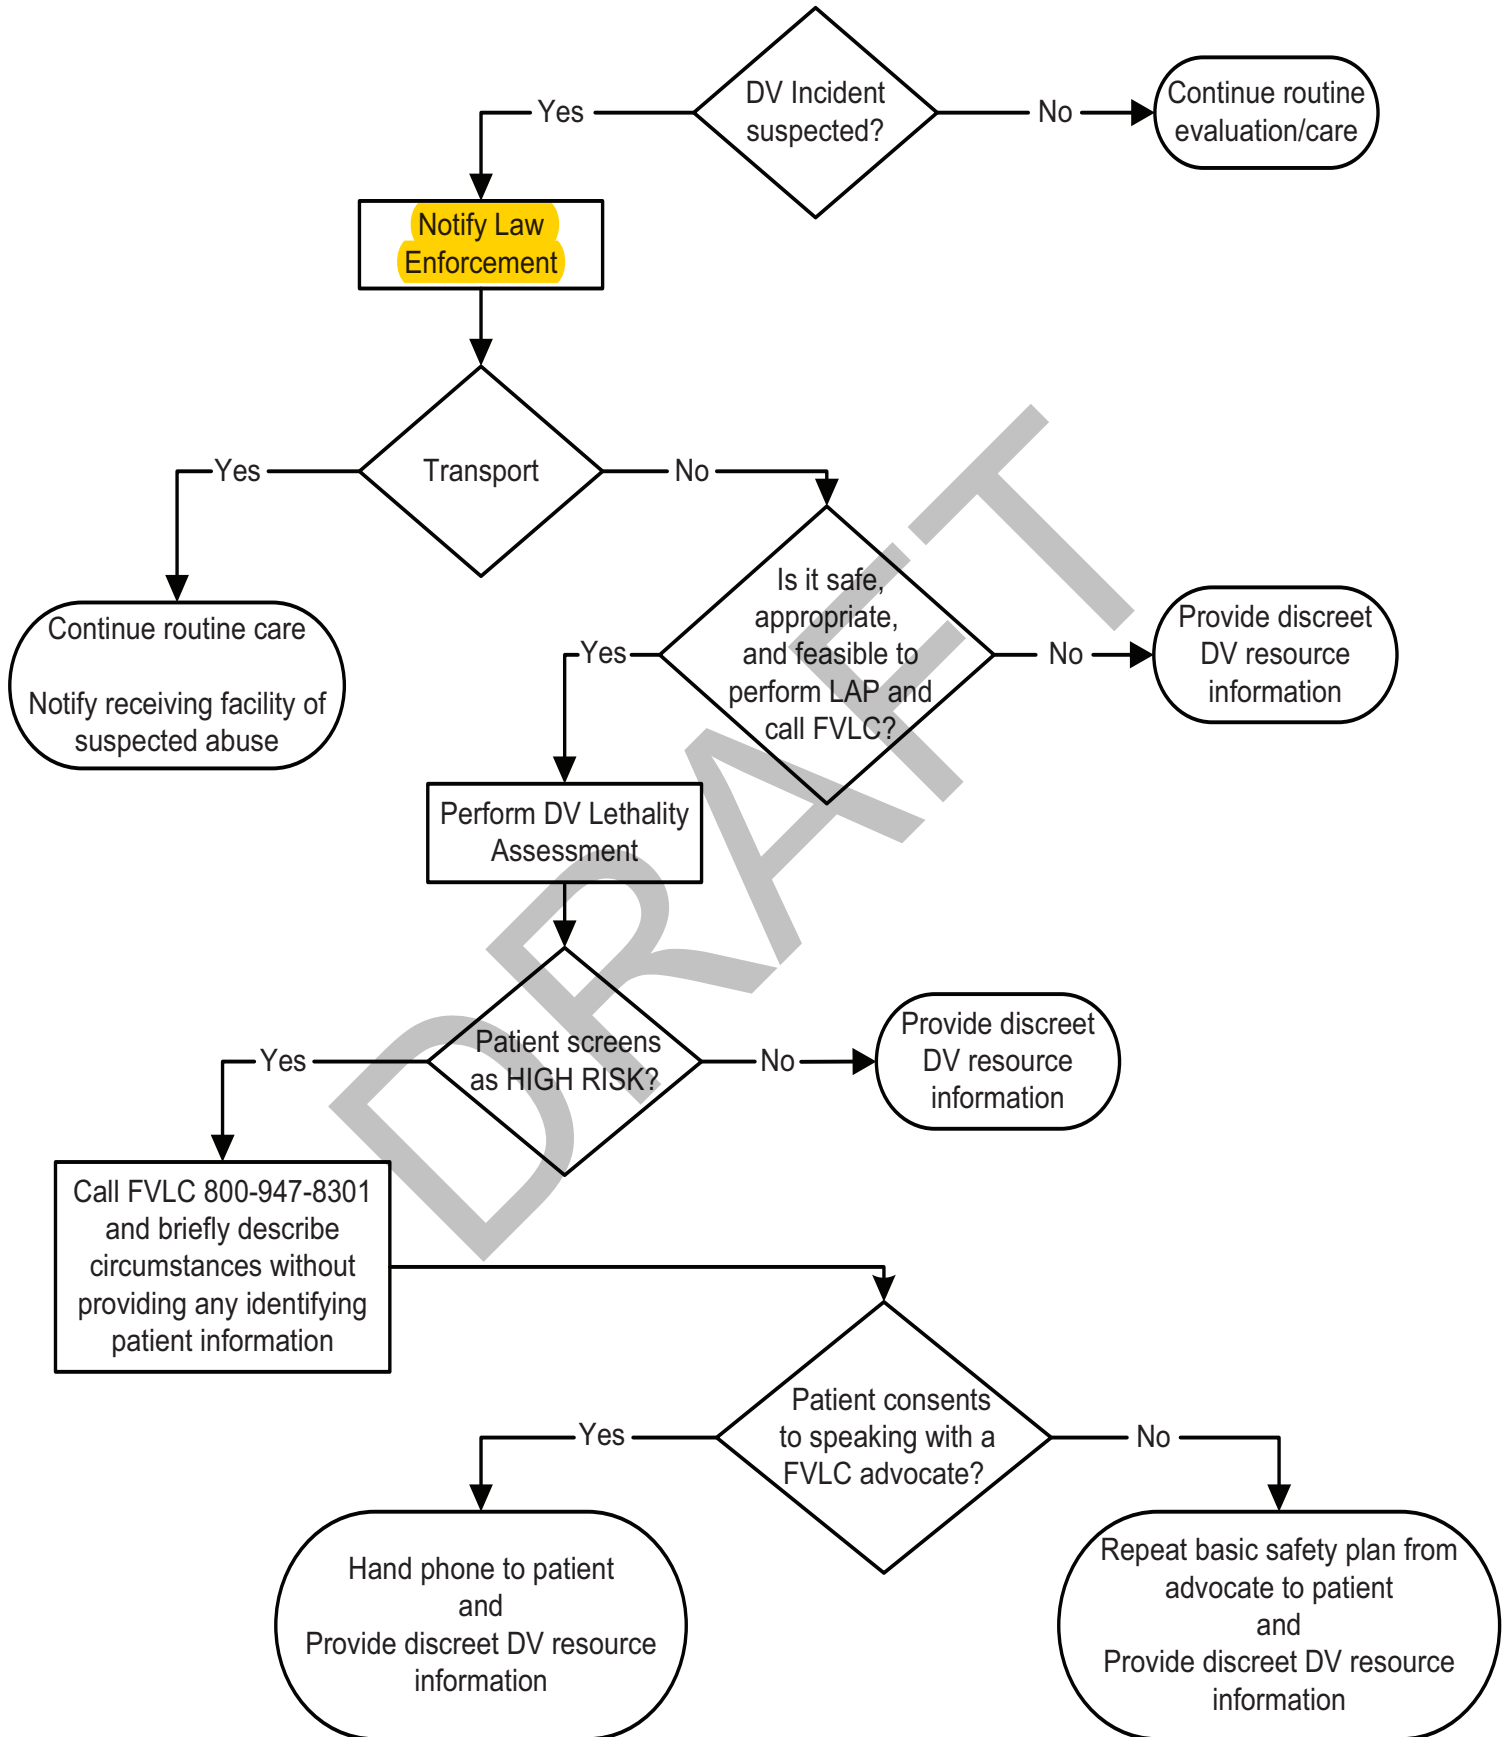 DV Incident
suspected?
Yes
No
Continue routine
evaluation/care
Notify Law
Enforcement
Transport
Yes
No
Continue routine care
Notify receiving facility of
suspected abuse
Is it safe,
appropriate,
and feasible to
perform LAP and
call FVLC?
Yes
No
Provide discreet
DV resource
information
Perform DV Lethality
Assessment
Patient screens
as HIGH RISK?
Yes
No
Provide discreet
DV resource
information
Call FVLC 800-947-8301
and briefly describe
circumstances without
providing any identifying
patient information
Patient consents
to speaking with a
FVLC advocate?
Yes
No
Hand phone to patient
and
Provide discreet DV resource
information
Repeat basic safety plan from
advocate to patient
and
Provide discreet DV resource
information
DRAFT